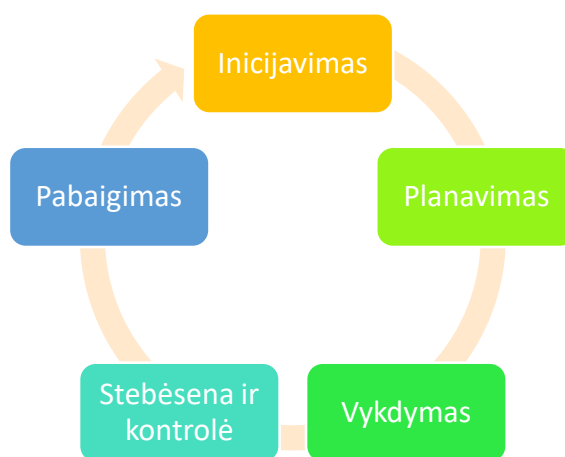 Inicijavimas
Planavimas
Vykdymas
Stebėsena ir
kontrolė
Pabaigimas